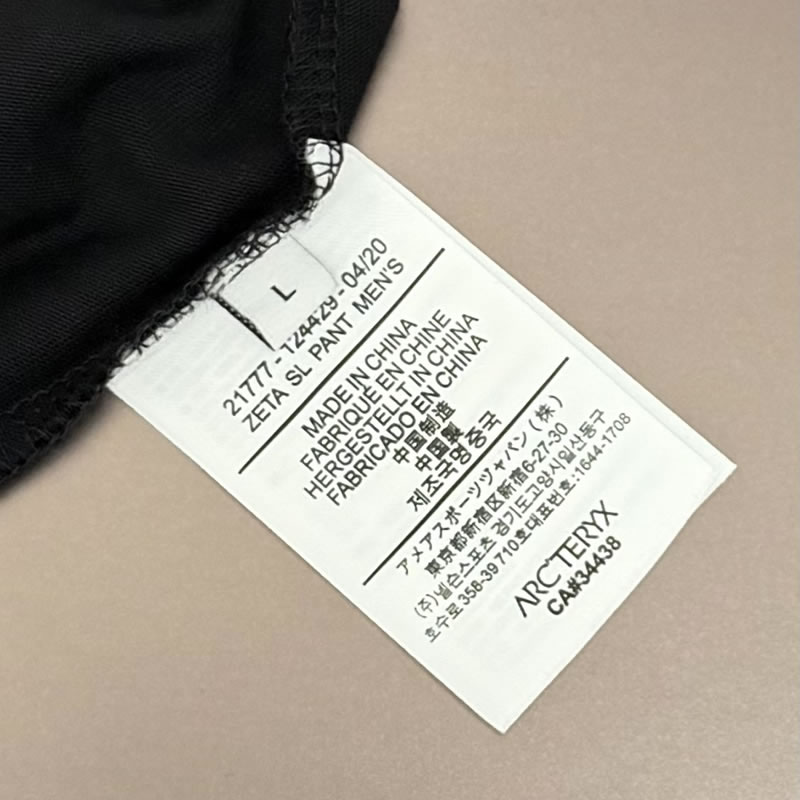 L
21777-124429-04/20
ZETA SL PANT MEN'S
MADE IN CHINA
FABRIQUÉ EN CHINE
HERGESTELLT IN CHINA
FABRICADO EN CHINA
中国制造
中国製
제조국명중국
アメアスポーツジャパン(株)
東京都新宿区新宿6-27-30
(주)넬슨스포츠 경기도고양시일산동구
호수로358-39 710호대표번호:1644-1708
ARC'TERYX
CA#34438